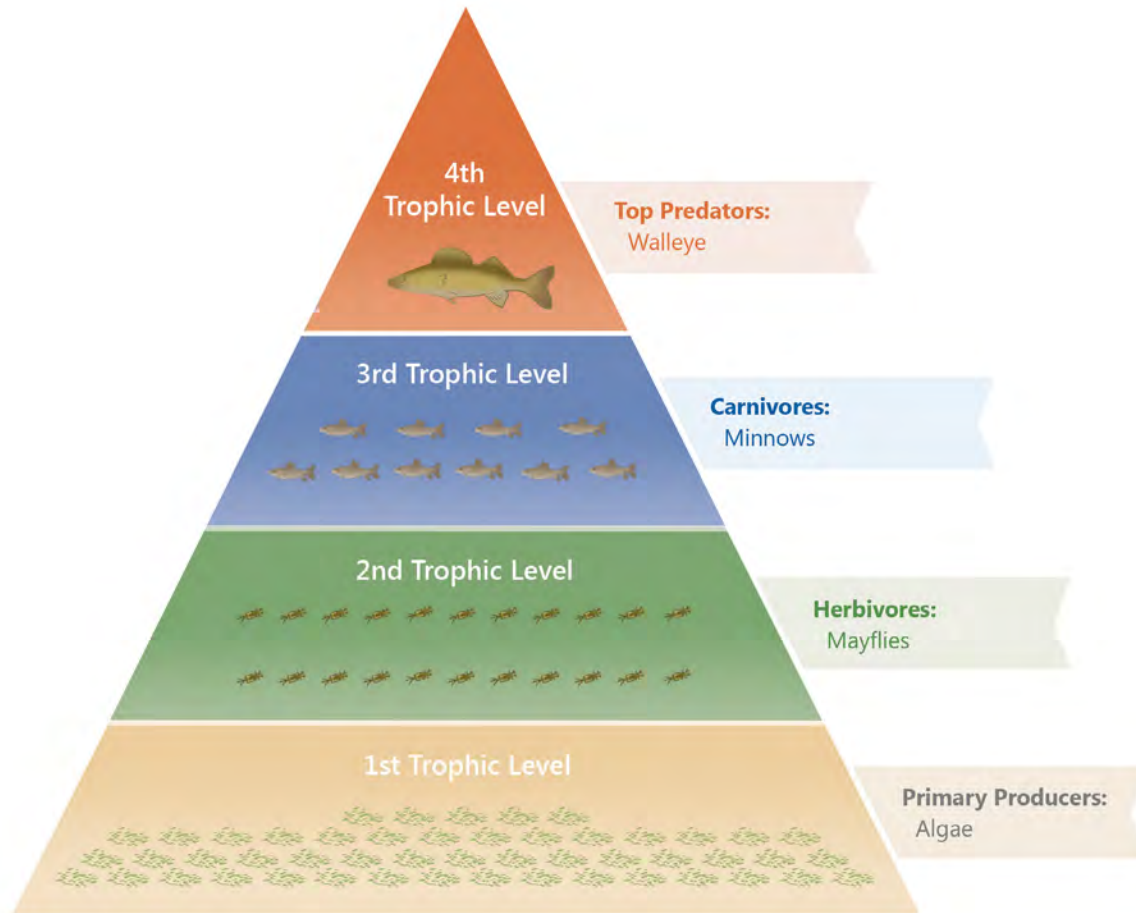 4th
Trophic Level
Top Predators:
Walleye
3rd Trophic Level
Carnivores:
Minnows
2nd Trophic Level
Herbivores:
Mayflies
1st Trophic Level
Primary Producers:
Algae